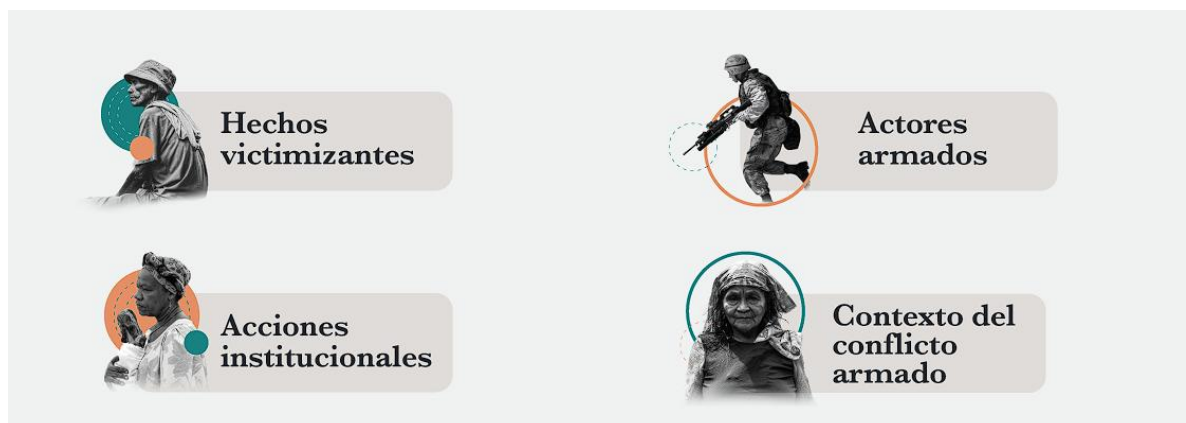 Hechos
victimizantes
Actores
armados
Acciones
institucionales
Contexto del
conflicto
armado